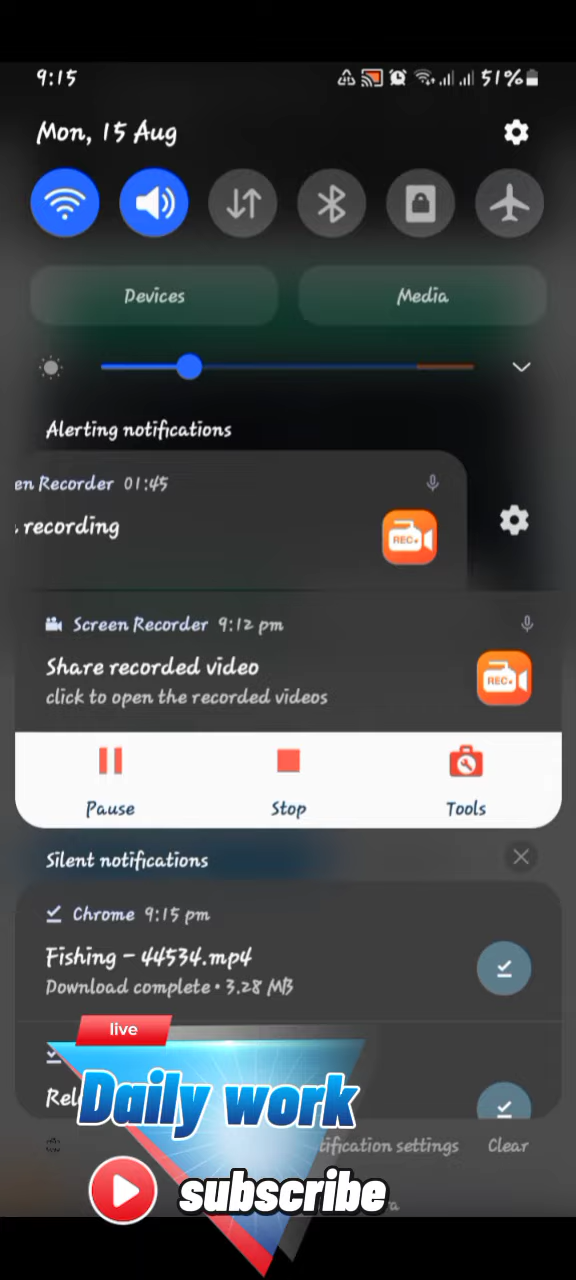 9:15
51%
Mon, 15 Aug
Devices
Media
Alerting notifications
en Recorder 01:45
recording
REC
Screen Recorder 9:12 pm
Share recorded video
click to open the recorded videos
REC
Pause
Stop
Tools
Silent notifications
Chrome 9:15 pm
Fishing - 44534.mp4
Download complete • 3.28 MB
live
Rel
Daily work
tification settings
Clear
subscribe